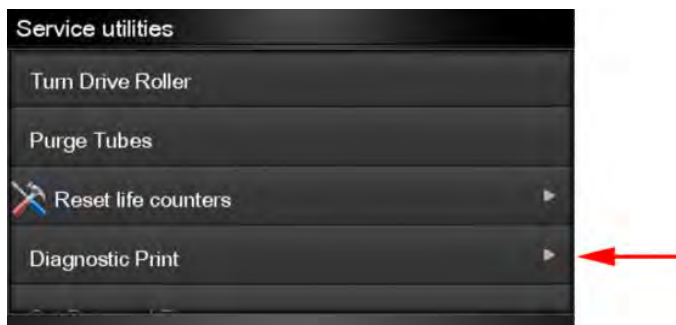 Service utilities
Turn Drive Roller
Purge Tubes
Reset life counters
Diagnostic Print